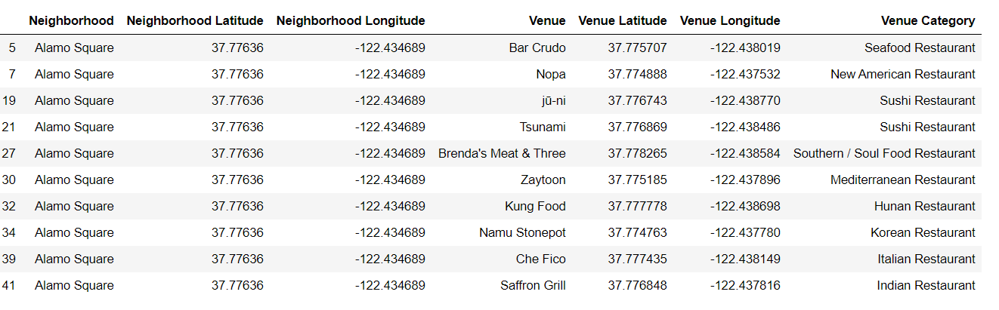 Neighborhood Neighborhood Latitude Neighborhood Longitude Venue Venue Latitude Venue Longitude Venue Category
5 Alamo Square 37.77636 -122.434689 Bar Crudo 37.775707 -122.438019 Seafood Restaurant
7 Alamo Square 37.77636 -122.434689 Nopa 37.774888 -122.437532 New American Restaurant
19 Alamo Square 37.77636 -122.434689 jū-ni 37.776743 -122.438770 Sushi Restaurant
21 Alamo Square 37.77636 -122.434689 Tsunami 37.776869 -122.438486 Sushi Restaurant
27 Alamo Square 37.77636 -122.434689 Brenda's Meat & Three 37.778265 -122.438584 Southern / Soul Food Restaurant
30 Alamo Square 37.77636 -122.434689 Zaytoon 37.775185 -122.437896 Mediterranean Restaurant
32 Alamo Square 37.77636 -122.434689 Kung Food 37.777778 -122.438698 Hunan Restaurant
34 Alamo Square 37.77636 -122.434689 Namu Stonepot 37.774763 -122.437780 Korean Restaurant
39 Alamo Square 37.77636 -122.434689 Che Fico 37.777435 -122.438149 Italian Restaurant
41 Alamo Square 37.77636 -122.434689 Saffron Grill 37.776848 -122.437816 Indian Restaurant